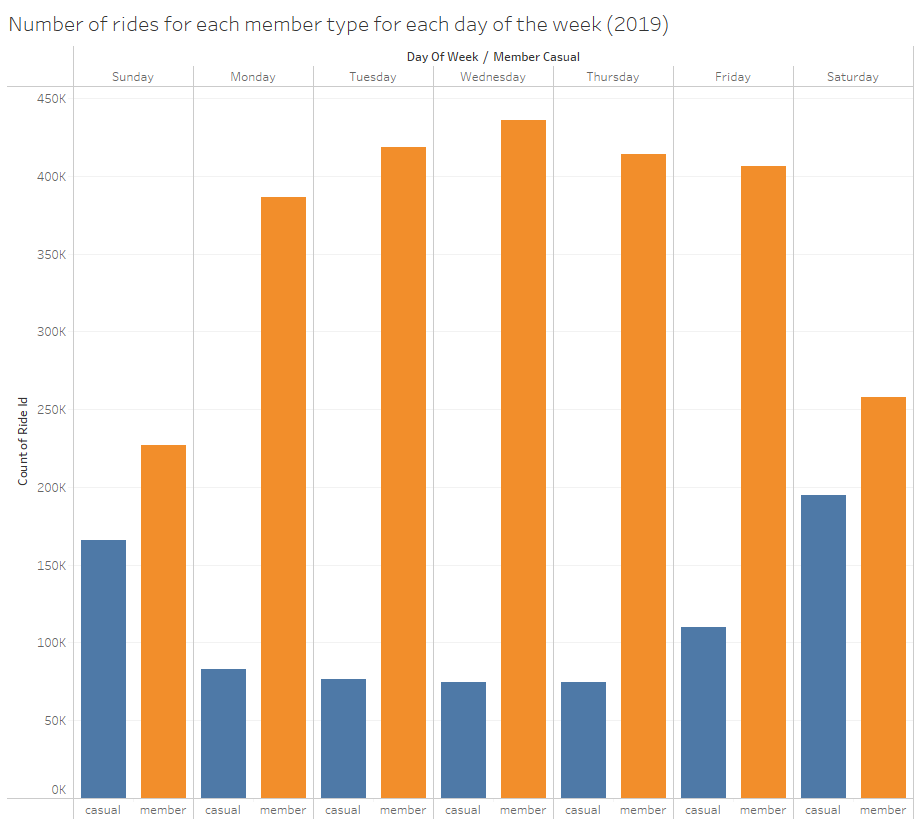 Number of rides for each member type for each day of the week (2019)
Day Of Week / Member Casual
Sunday Monday Tuesday Wednesday Thursday Friday Saturday
450K
400K
350K
300K
250K
200K
150K
100K
50K
0K
Count of Ride Id
casual member casual member casual member casual member casual member casual member casual member